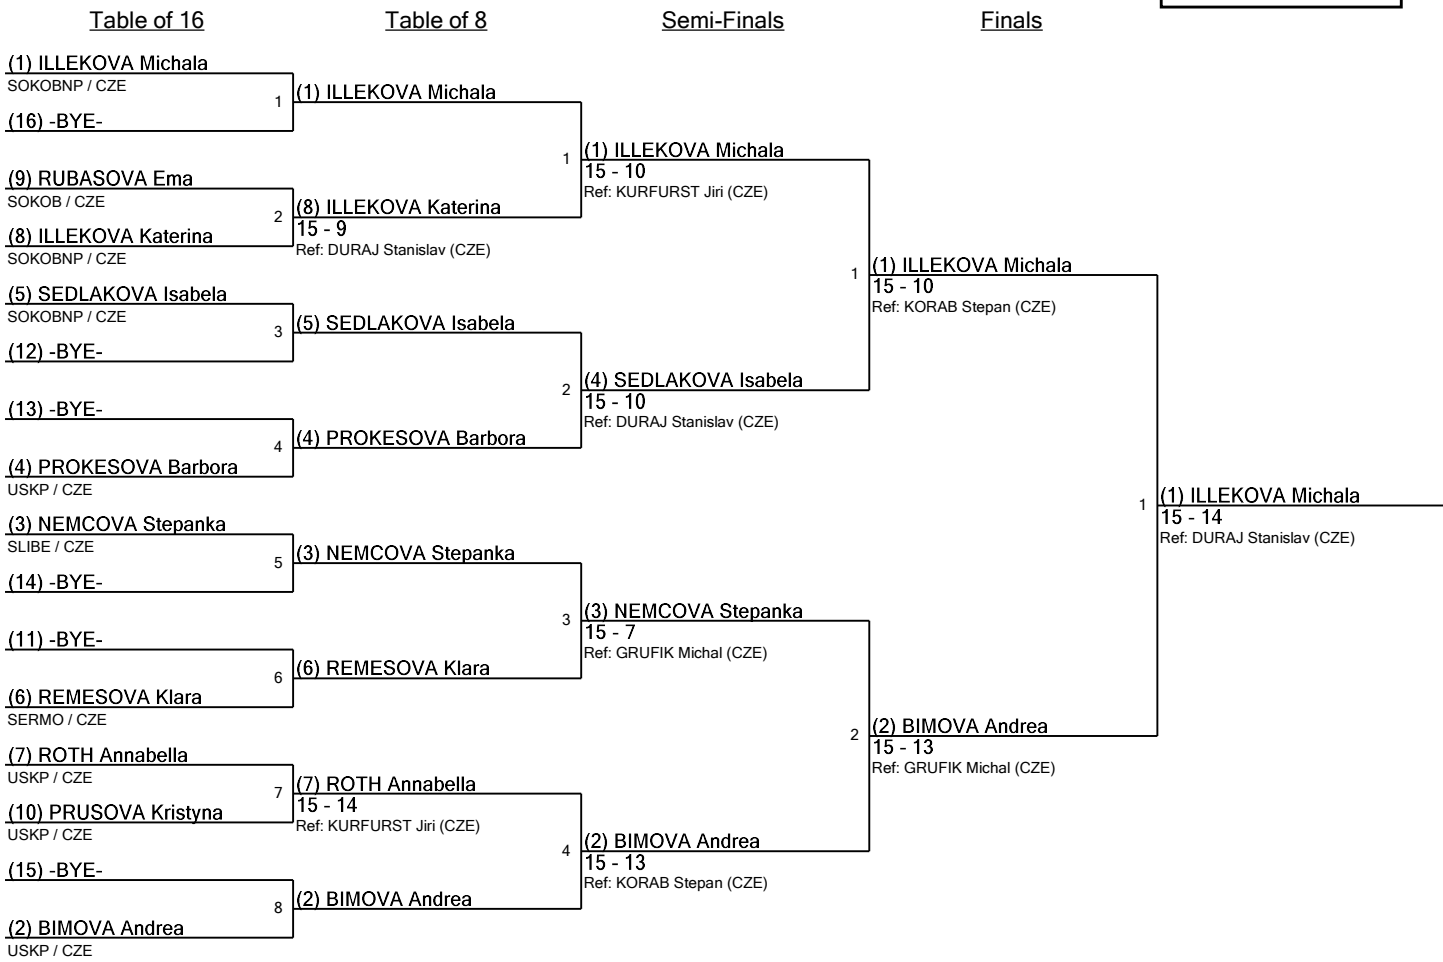 Table of 16
Table of 8
Semi-Finals
Finals
(1) ILLEKOVA Michala
SOKOBNP / CZE
(16) -BYE-
(9) RUBASOVA Ema
SOKOB / CZE
(8) ILLEKOVA Katerina
SOKOBNP / CZE
(5) SEDLAKOVA Isabela
SOKOBNP / CZE
(12) -BYE-
(13) -BYE-
(4) PROKESOVA Barbora
USKP / CZE
(3) NEMCOVA Stepanka
SLIBE / CZE
(14) -BYE-
(11) -BYE-
(6) REMESOVA Klara
SERMO / CZE
(7) ROTH Annabella
USKP / CZE
(10) PRUSOVA Kristyna
USKP / CZE
(15) -BYE-
(2) BIMOVA Andrea
USKP / CZE
1
(1) ILLEKOVA Michala
2
(8) ILLEKOVA Katerina
15 - 9
Ref: DURAJ Stanislav (CZE)
3
(5) SEDLAKOVA Isabela
4
(4) PROKESOVA Barbora
5
(3) NEMCOVA Stepanka
6
(6) REMESOVA Klara
7
(7) ROTH Annabella
15 - 14
Ref: KURFURST Jiri (CZE)
8
(2) BIMOVA Andrea
1
(1) ILLEKOVA Michala
15 - 10
Ref: KURFURST Jiri (CZE)
2
(4) SEDLAKOVA Isabela
15 - 10
Ref: DURAJ Stanislav (CZE)
3
(3) NEMCOVA Stepanka
15 - 7
Ref: GRUFIK Michal (CZE)
4
(2) BIMOVA Andrea
15 - 13
Ref: KORAB Stepan (CZE)
1
(1) ILLEKOVA Michala
15 - 10
Ref: KORAB Stepan (CZE)
2
(2) BIMOVA Andrea
15 - 13
Ref: GRUFIK Michal (CZE)
1
(1) ILLEKOVA Michala
15 - 14
Ref: DURAJ Stanislav (CZE)